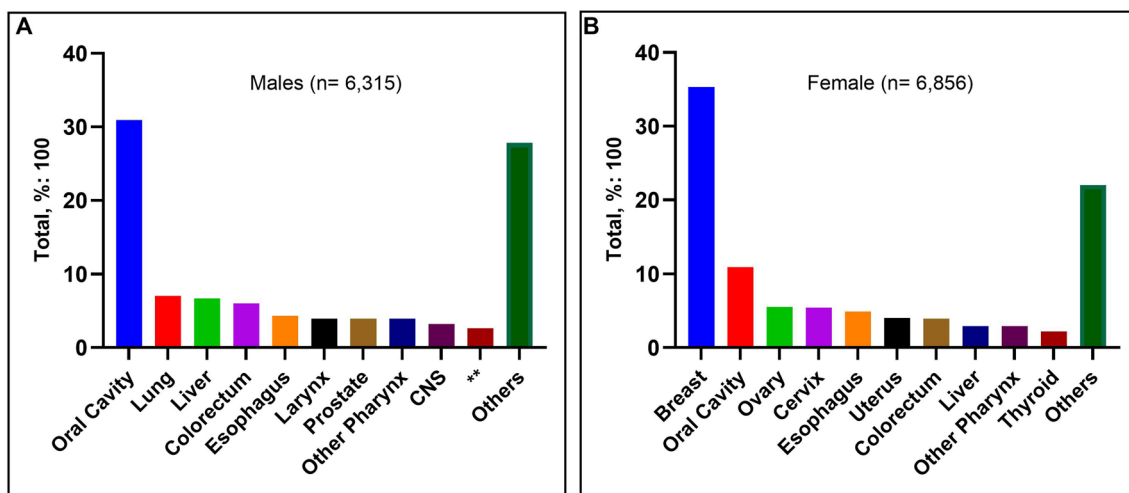 A
Males (n= 6,315)
Total, %: 100
40
30
20
10
0
Oral Cavity
Lung
Liver
Colorectum
Esophagus
Larynx
Prostate
Other Pharynx
CNS
**
Others
B
Female (n= 6,856)
Total, %: 100
40
30
20
10
0
Breast
Oral Cavity
Ovary
Cervix
Esophagus
Uterus
Colorectum
Liver
Other Pharynx
Thyroid
Others